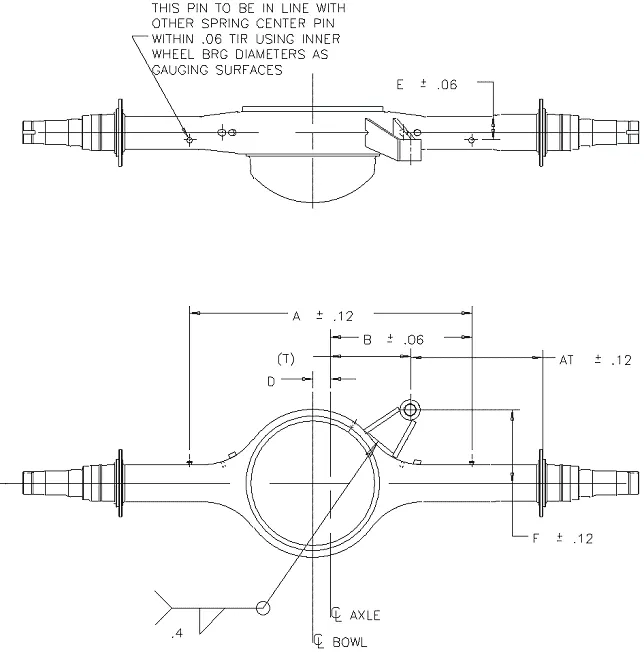 THIS PIN TO BE IN LINE WITH
OTHER SPRING CENTER PIN
WITHIN .06 TIR USING INNER
WHEEL BRG DIAMETERS AS
GAUGING SURFACES
E ± .06
A ± .12
B ± .06
(T)
AT ± .12
D
F ± .12
.4
℄ AXLE
℄ BOWL